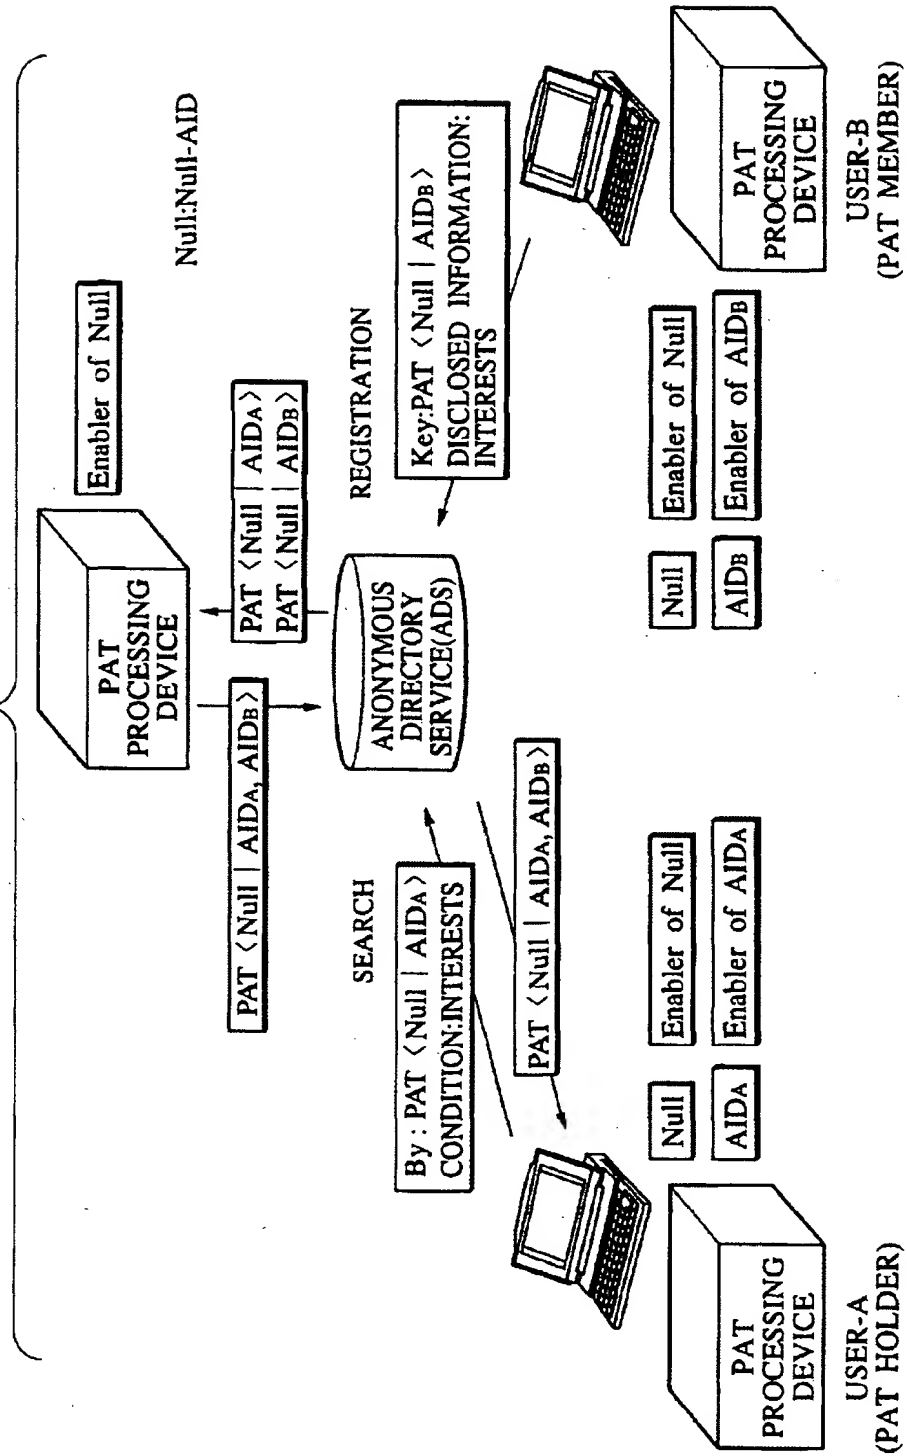 PAT
PROCESSING
DEVICE
Enabler of Null
Null:Null-AID
PAT <Null | AIDA, AIDB>
PAT <Null | AIDA>
PAT <Null | AIDB>
SEARCH
ANONYMOUS
DIRECTORY
SERVICE(ADS)
REGISTRATION
By : PAT <Null | AIDA>
CONDITION:INTERESTS
Key:PAT <Null | AIDB>
DISCLOSED INFORMATION:
INTERESTS
PAT <Null | AIDA, AIDB>
Null
Enabler of Null
AIDA
Enabler of AIDA
Null
Enabler of Null
AIDB
Enabler of AIDB
PAT
PROCESSING
DEVICE
USER-A
(PAT HOLDER)
PAT
PROCESSING
DEVICE
USER-B
(PAT MEMBER)